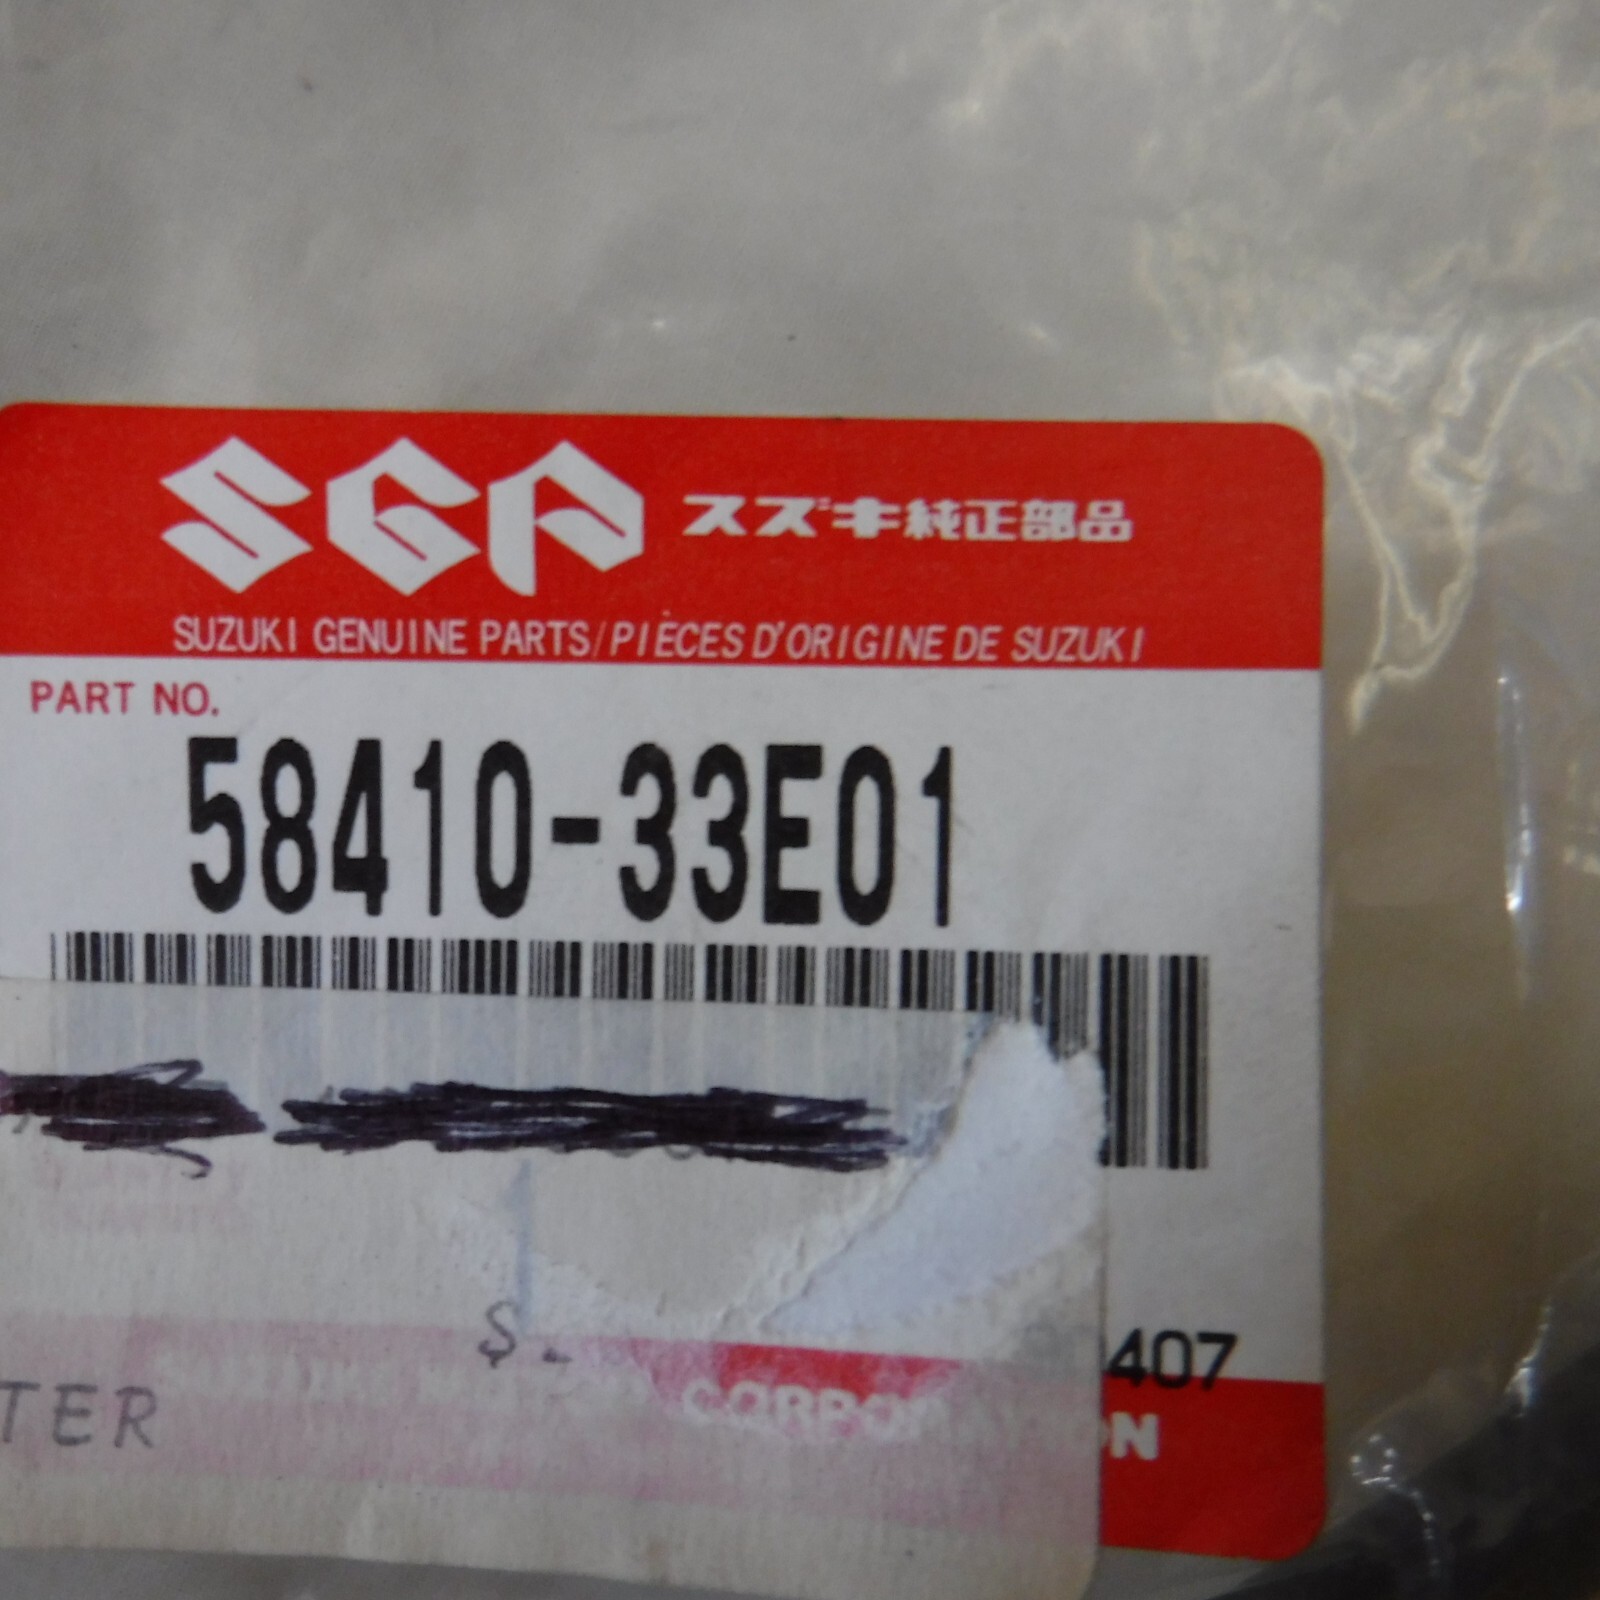 SGP スズキ純正部品
SUZUKI GENUINE PARTS/PIÈCES D'ORIGINE DE SUZUKI
PART NO.
58410-33E01
$
407
CORPORATION
TER